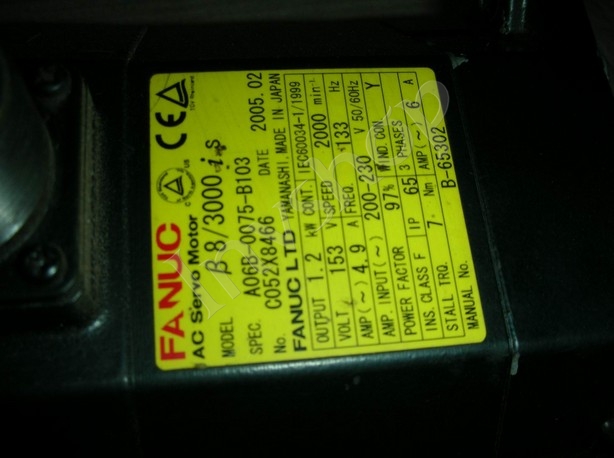 FANUC
AC Servo Motor
MODEL β8/3000is
SPEC. A06B-0075-B103
No. C052X8466 DATE 2005.02
FANUC LTD YAMANASHI, MADE IN JAPAN
OUTPUT 1.2 kW CONT. IEC60034-1/1999
VOLT 153 V SPEED 2000 min-1
AMP(~) 4.9 A FREQ. *133 Hz
AMP. INPUT(~) 200-230 V 50/60Hz
POWER FACTOR 97% WIND.CON. Y
INS.CLASS F IP 65 3 PHASES
STALL TRQ. 7 Nm AMP(~) 6 A
MANUAL No. B-65302